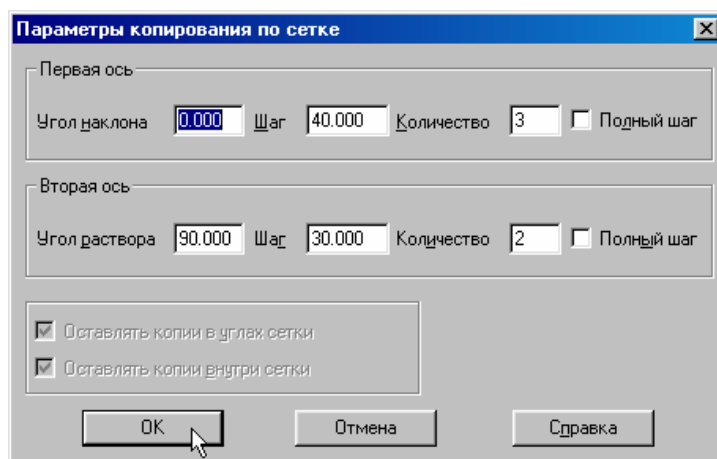 Параметры копирования по сетке
Первая ось
Угол наклона 0.000 Шаг 40.000 Количество 3 Полный шаг
Вторая ось
Угол раствора 90.000 Шаг 30.000 Количество 2 Полный шаг
Оставлять копии в углах сетки
Оставлять копии внутри сетки
OK Отмена Справка